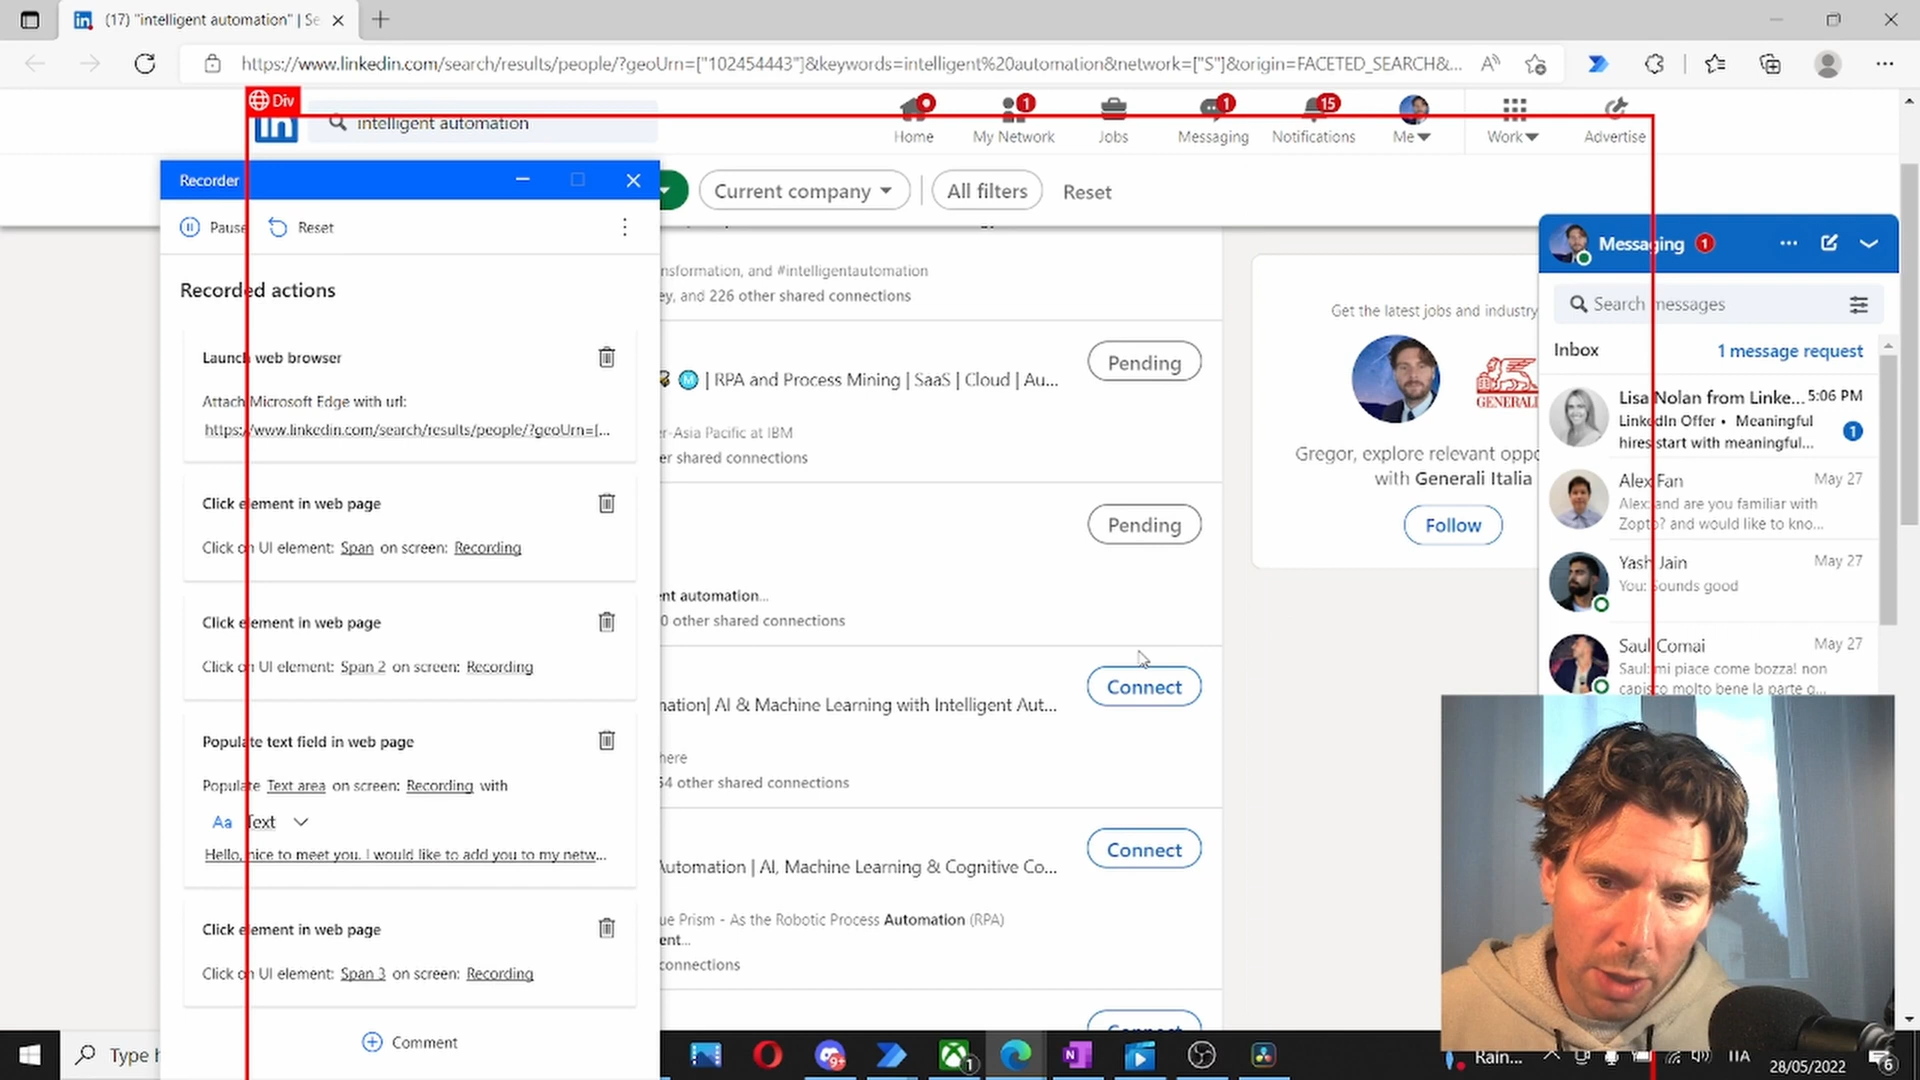 (17) "intelligent automation" | Se
https://www.linkedin.com/search/results/people/?geoUrn=["102454443"]&keywords=intelligent%20automation&network=["S"]&origin=FACETED_SEARCH&...
Div
in
intelligent automation
Home
1
My Network
Jobs
1
Messaging
15
Notifications
Me
Work
Advertise
Recorder
Current company
All filters
Reset
Pause
Reset
Recorded actions
Launch web browser
Attach Microsoft Edge with url:
https://www.linkedin.com/search/results/people/?geoUrn=[...
Click element in web page
Click on UI element: Span on screen: Recording
Click element in web page
Click on UI element: Span 2 on screen: Recording
Populate text field in web page
Populate Text area on screen: Recording with
Aa Text
Hello, nice to meet you. I would like to add you to my netw...
Click element in web page
Click on UI element: Span 3 on screen: Recording
Comment
nsformation, and #intelligentautomation
ey, and 226 other shared connections
Pending
| RPA and Process Mining | SaaS | Cloud | Au...
r-Asia Pacific at IBM
er shared connections
Pending
nt automation...
0 other shared connections
Connect
nation| AI & Machine Learning with Intelligent Aut...
here
54 other shared connections
Connect
Automation | AI, Machine Learning & Cognitive Co...
ue Prism - As the Robotic Process Automation (RPA)
ent...
connections
Connect
Get the latest jobs and industry
GENERALI
Gregor, explore relevant oppo
with Generali Italia
Follow
Messaging 1
Search messages
Inbox
1 message request
Lisa Nolan from Linke... 5:06 PM
LinkedIn Offer • Meaningful
hires start with meaningful...
1
Alex Fan May 27
Alex: and are you familiar with
Zopto? and would like to kno...
Yash Jain May 27
You: Sounds good
Saul Comai May 27
Saul: mi piace come bozza! non
capisco molto bene la parte g...
Type h
9+
1
Rain...
ITA
28/05/2022
6